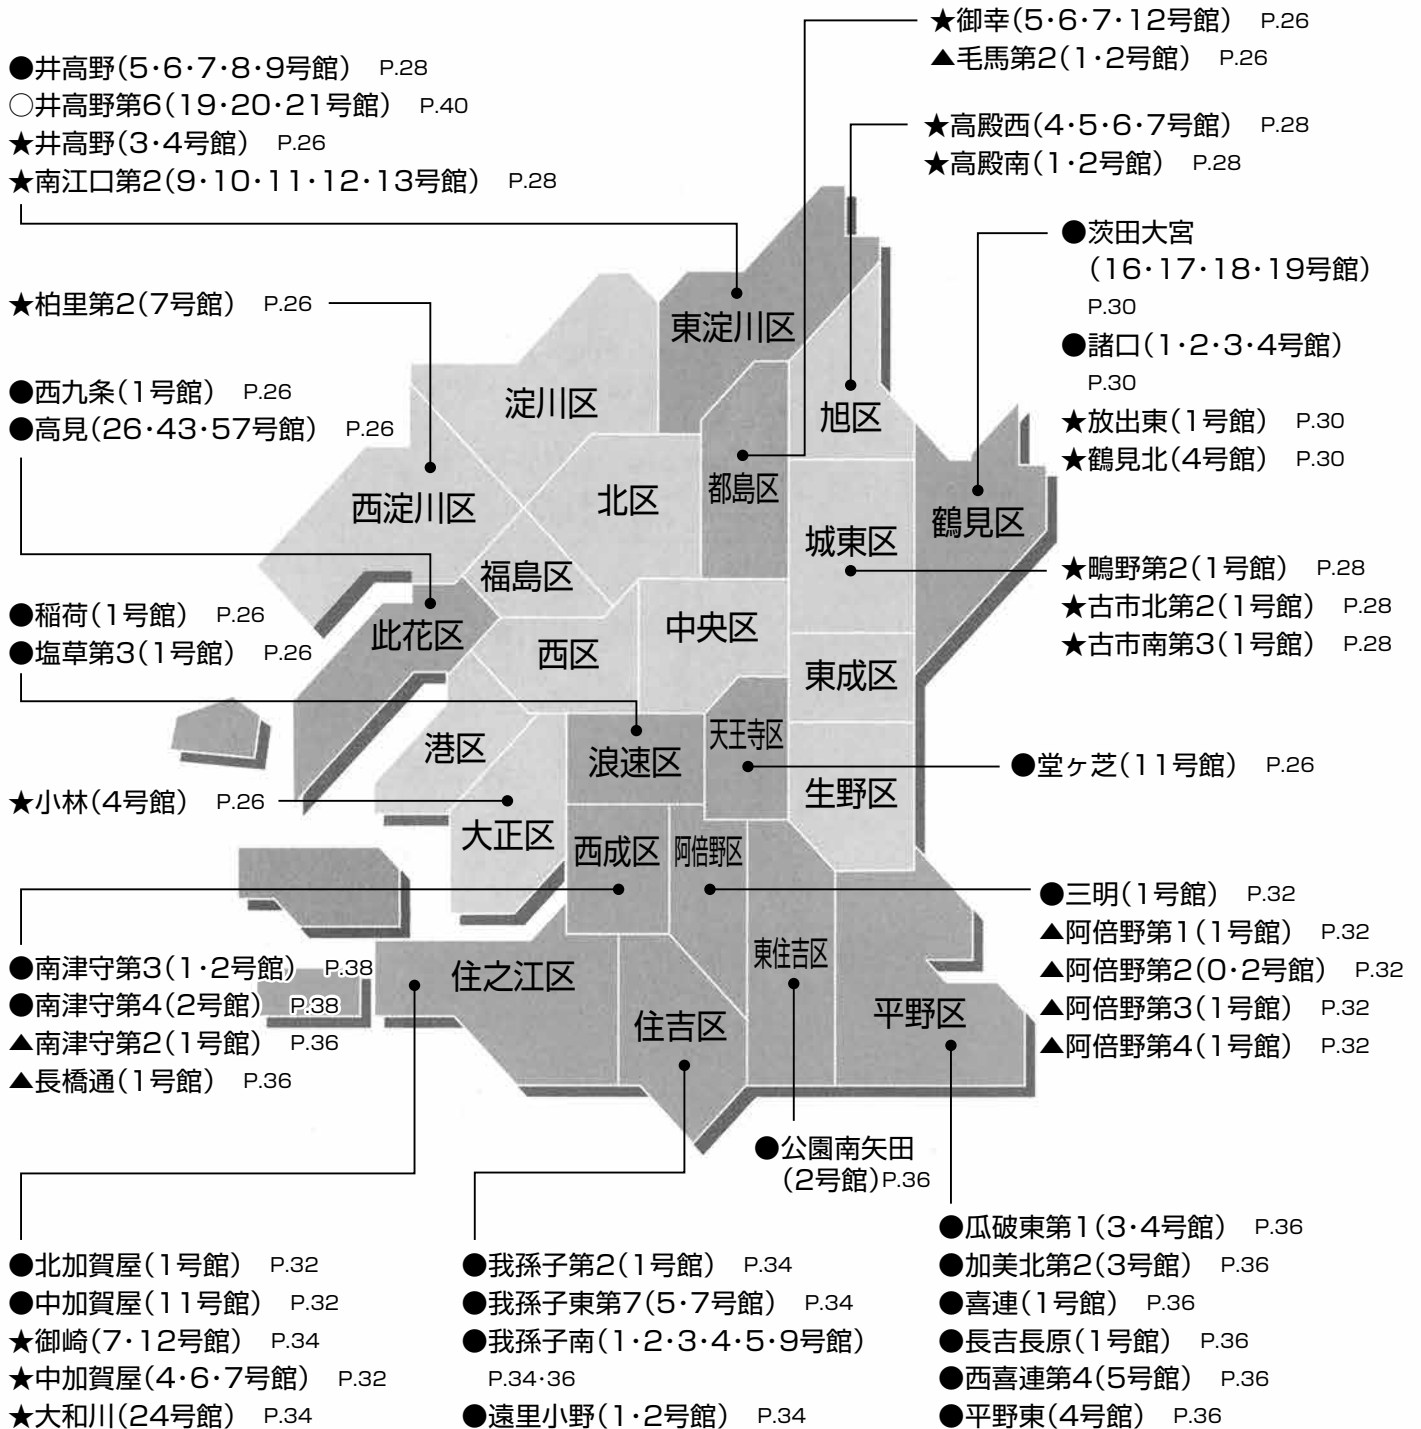 ★御幸(5・6・7・12号館) P.26
▲毛馬第2(1・2号館) P.26
●井高野(5・6・7・8・9号館) P.28
○井高野第6(19・20・21号館) P.40
★井高野(3・4号館) P.26
★南江口第2(9・10・11・12・13号館) P.28
★高殿西(4・5・6・7号館) P.28
★高殿南(1・2号館) P.28
●茨田大宮
(16・17・18・19号館)
P.30
●諸口(1・2・3・4号館)
P.30
★放出東(1号館) P.30
★鶴見北(4号館) P.30
★柏里第2(7号館) P.26
●西九条(1号館) P.26
●高見(26・43・57号館) P.26
東淀川区
淀川区
旭区
都島区
北区
西淀川区
鶴見区
城東区
福島区
此花区
中央区
西区
東成区
港区
浪速区
天王寺区
生野区
大正区
西成区
阿倍野区
東住吉区
住之江区
住吉区
平野区
★鴫野第2(1号館) P.28
★古市北第2(1号館) P.28
★古市南第3(1号館) P.28
●稲荷(1号館) P.26
●塩草第3(1号館) P.26
●堂ヶ芝(11号館) P.26
★小林(4号館) P.26
●三明(1号館) P.32
▲阿倍野第1(1号館) P.32
▲阿倍野第2(0・2号館) P.32
▲阿倍野第3(1号館) P.32
▲阿倍野第4(1号館) P.32
●南津守第3(1・2号館) P.38
●南津守第4(2号館) P.38
▲南津守第2(1号館) P.36
▲長橋通(1号館) P.36
●公園南矢田
(2号館)P.36
●北加賀屋(1号館) P.32
●中加賀屋(11号館) P.32
★御崎(7・12号館) P.34
★中加賀屋(4・6・7号館) P.32
★大和川(24号館) P.34
●我孫子第2(1号館) P.34
●我孫子東第7(5・7号館) P.34
●我孫子南(1・2・3・4・5・9号館)
P.34・36
●遠里小野(1・2号館) P.34
●瓜破東第1(3・4号館) P.36
●加美北第2(3号館) P.36
●喜連(1号館) P.36
●長吉長原(1号館) P.36
●西喜連第4(5号館) P.36
●平野東(4号館) P.36